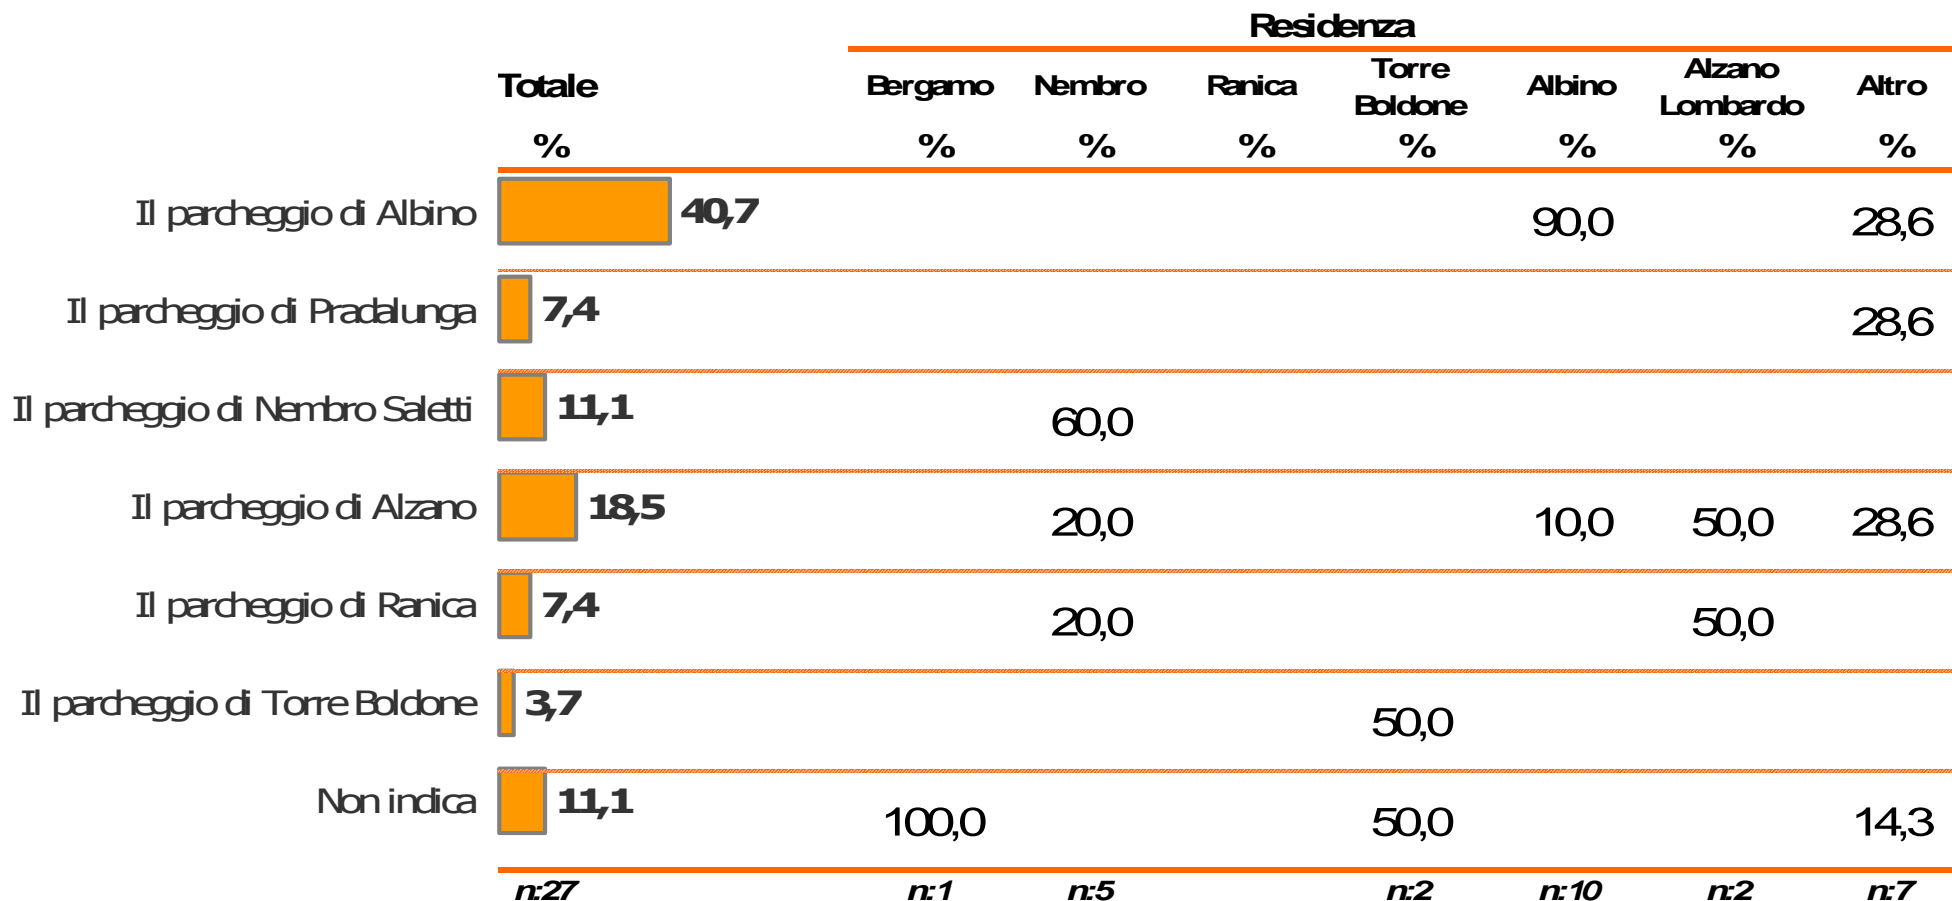 Residenza
Totale Bergamo Nembro Ranica Torre Boldone Albino Alzano Lombardo Altro
% % % % % % % %
Il parcheggio di Albino 40,7 90,0 28,6
Il parcheggio di Pradalunga 7,4 28,6
Il parcheggio di Nembro Saletti 11,1 60,0
Il parcheggio di Alzano 18,5 20,0 10,0 50,0 28,6
Il parcheggio di Ranica 7,4 20,0 50,0
Il parcheggio di Torre Boldone 3,7 50,0
Non indica 11,1 100,0 50,0 14,3
n:27 n:1 n:5 n:2 n:10 n:2 n:7